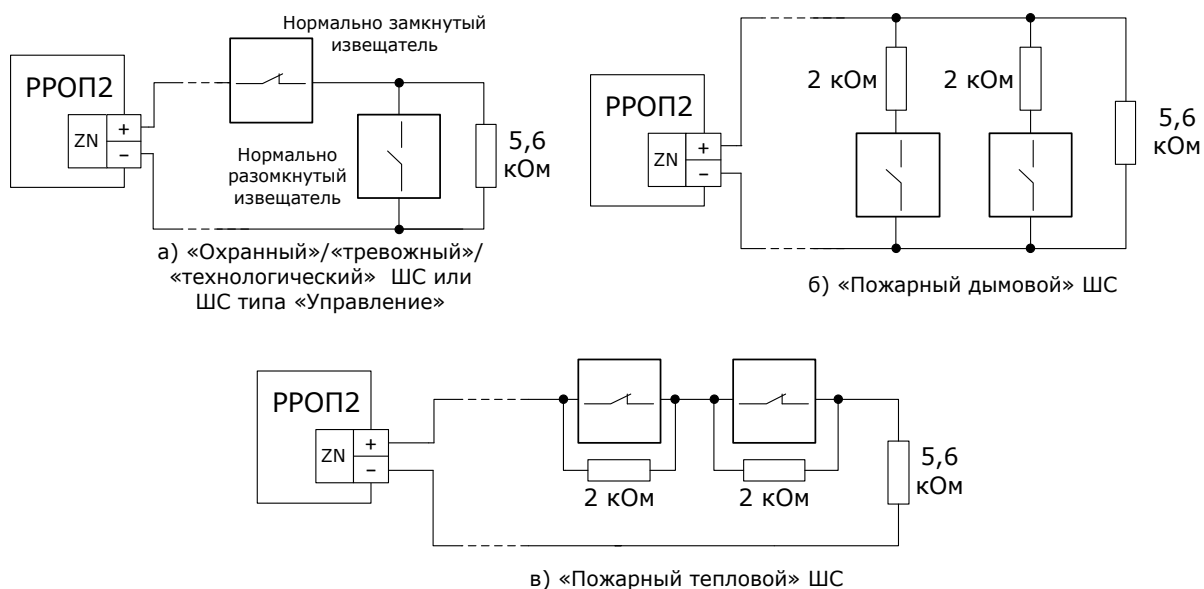 Нормально замкнутый
извещатель
РРОП2
ZN
+
−
Нормально
разомкнутый
извещатель
5,6
кОм
а) «Охранный»/«тревожный»/
«технологический» ШС или
ШС типа «Управление»
РРОП2
ZN
+
−
2 кОм
2 кОм
5,6
кОм
б) «Пожарный дымовой» ШС
РРОП2
ZN
+
−
2 кОм
2 кОм
5,6
кОм
в) «Пожарный тепловой» ШС